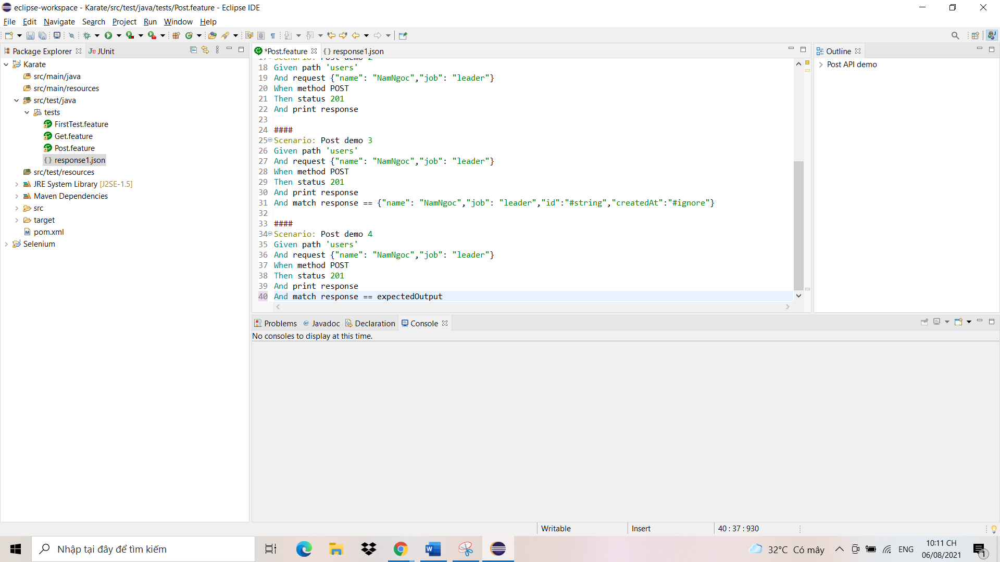 eclipse-workspace - Karate/src/test/java/tests/Post.feature - Eclipse IDE
File Edit Navigate Search Project Run Window Help
Package Explorer JUnit
Karate
src/main/java
src/main/resources
src/test/java
tests
FirstTest.feature
Get.feature
Post.feature
response1.json
src/test/resources
JRE System Library [J2SE-1.5]
Maven Dependencies
src
target
pom.xml
Selenium
*Post.feature response1.json
17 Scenario: Post demo 2
18 Given path 'users'
19 And request {"name": "NamNgoc","job": "leader"}
20 When method POST
21 Then status 201
22 And print response
23
24 ####
25 Scenario: Post demo 3
26 Given path 'users'
27 And request {"name": "NamNgoc","job": "leader"}
28 When method POST
29 Then status 201
30 And print response
31 And match response == {"name": "NamNgoc","job": "leader","id":"#string","createdAt":"#ignore"}
32
33 ####
34 Scenario: Post demo 4
35 Given path 'users'
36 And request {"name": "NamNgoc","job": "leader"}
37 When method POST
38 Then status 201
39 And print response
40 And match response == expectedOutput
Outline
Post API demo
Problems @ Javadoc Declaration Console
No consoles to display at this time.
Writable Insert 40 : 37 : 930
Nhập tại đây để tìm kiếm
32°C Có mây ENG
10:11 CH
06/08/2021
1